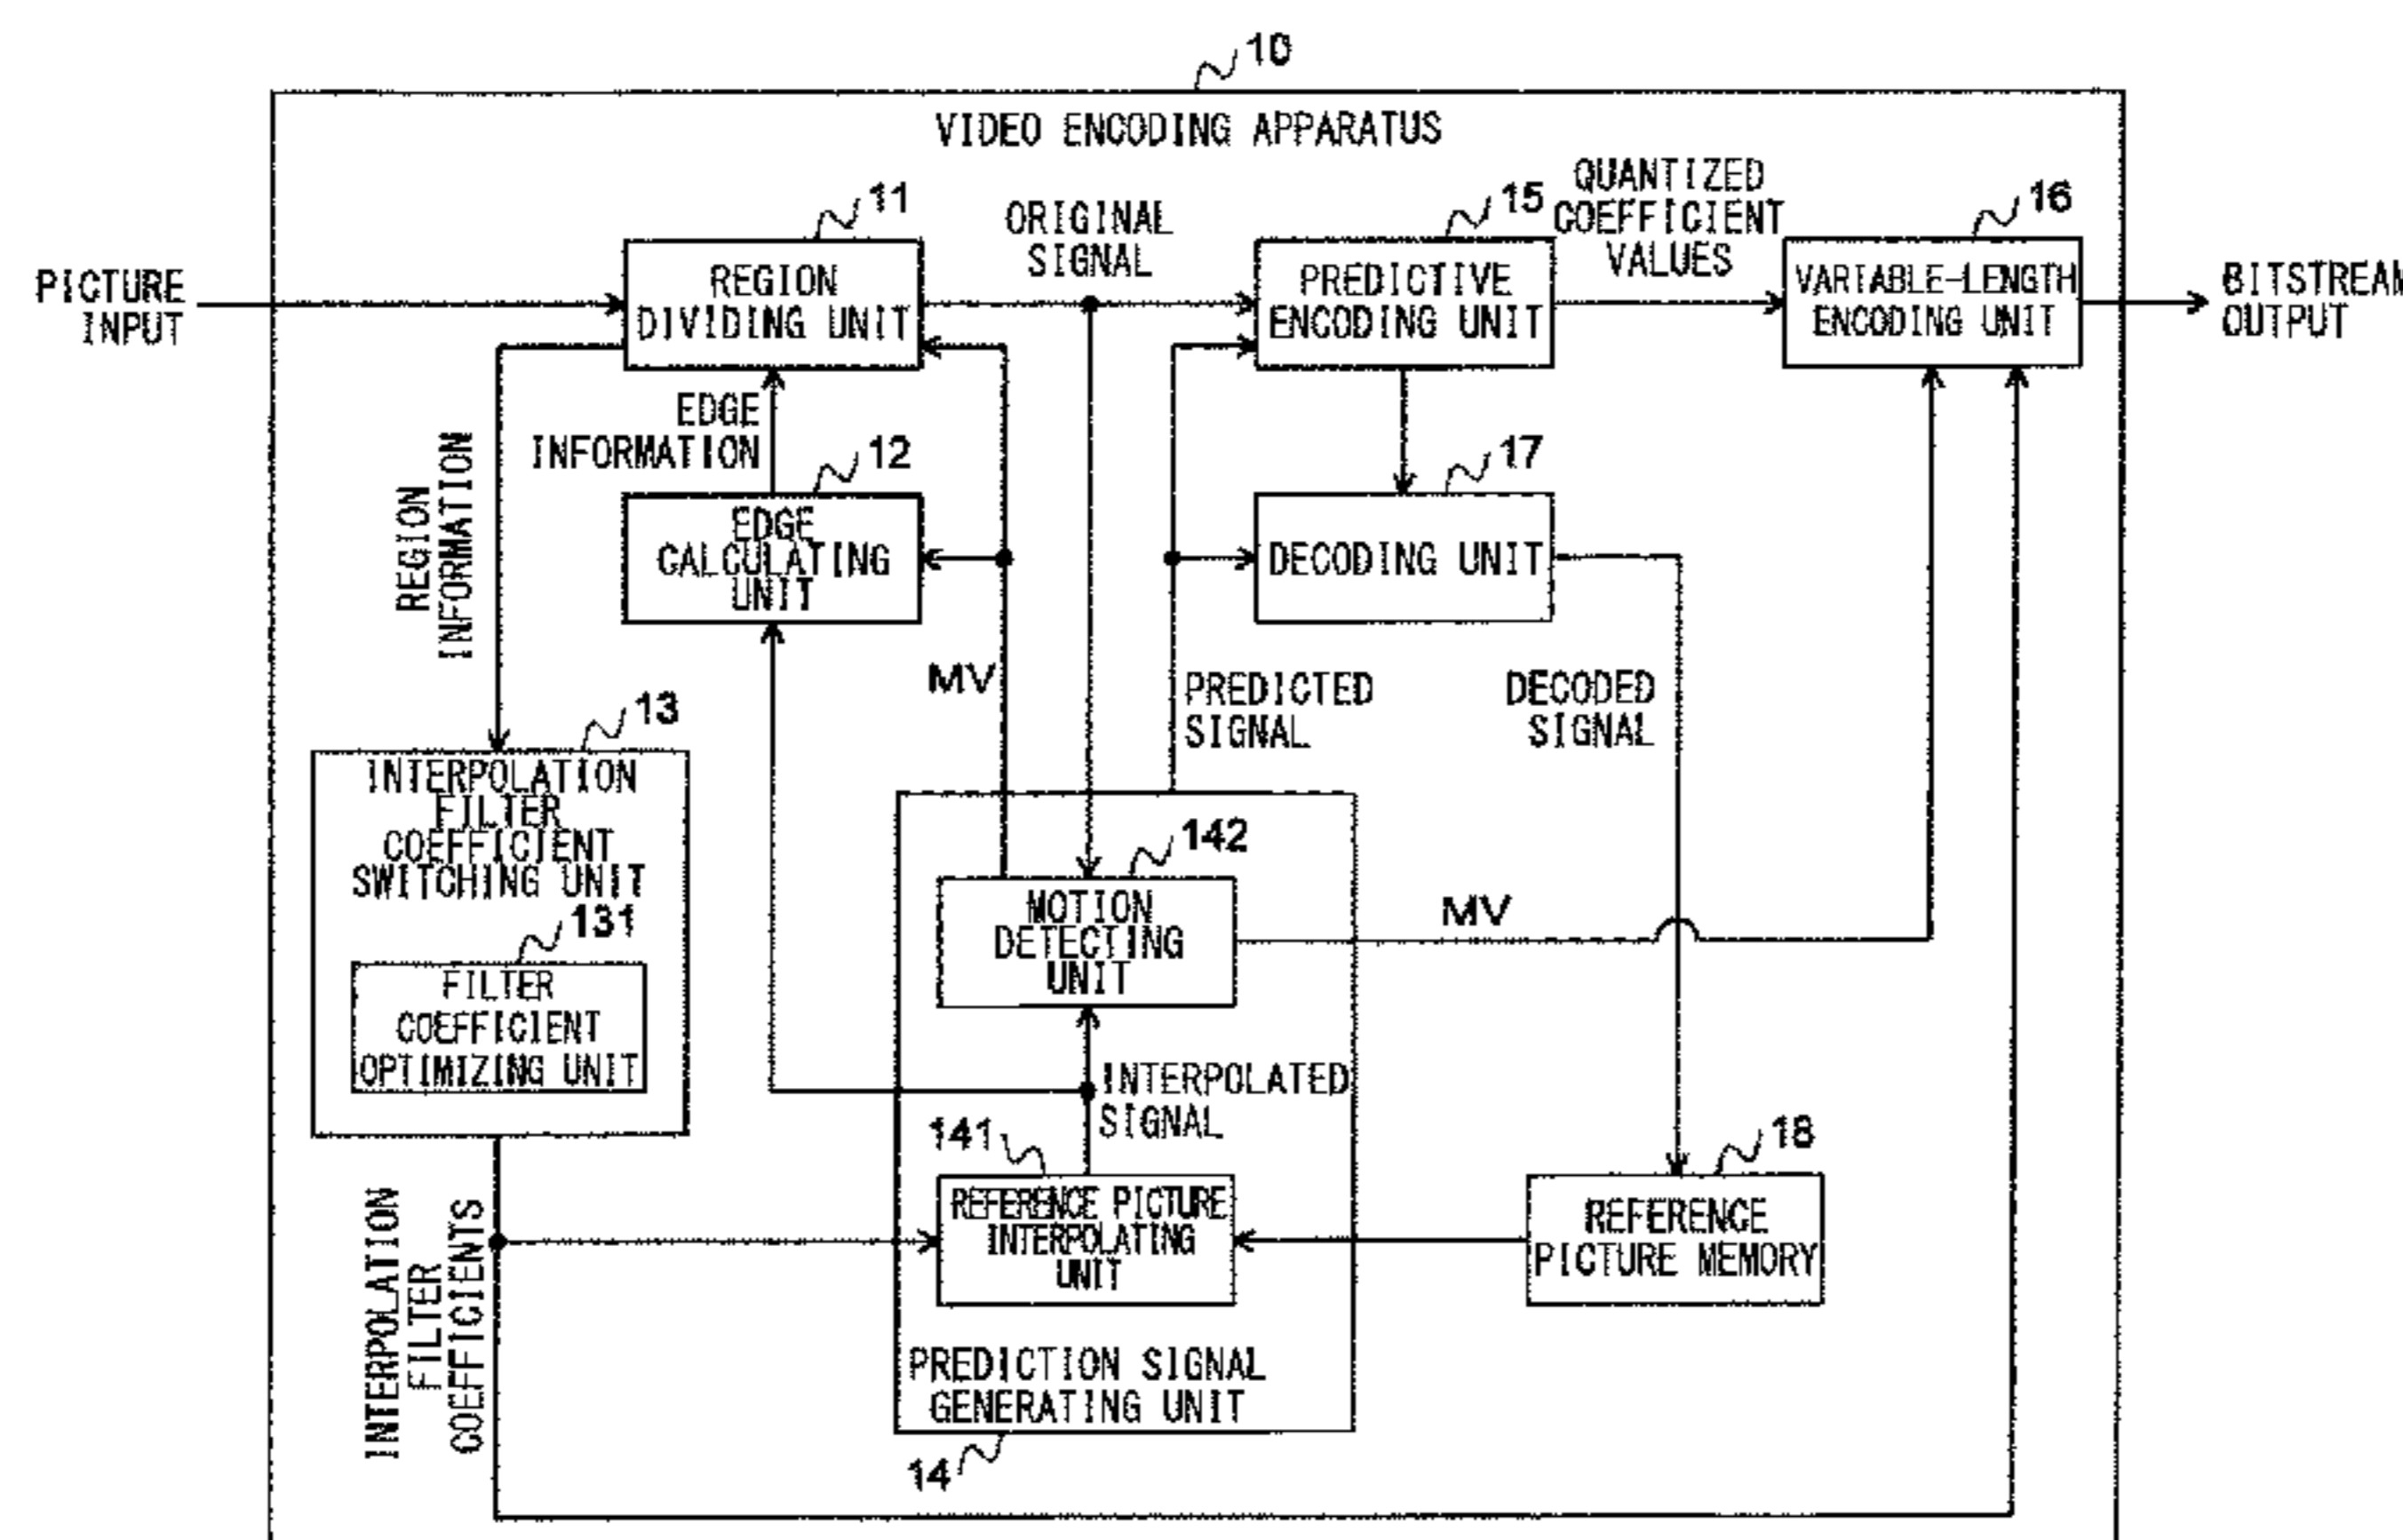 10
VIDEO ENCODING APPARATUS
PICTURE
INPUT
11
REGION
DIVIDING UNIT
ORIGINAL
SIGNAL
15
PREDICTIVE
ENCODING UNIT
QUANTIZED
COEFFICIENT
VALUES
16
VARIABLE-LENGTH
ENCODING UNIT
BITSTREAM
OUTPUT
EDGE
INFORMATION
REGION
INFORMATION
12
EDGE
CALCULATING
UNIT
17
DECODING UNIT
MV
PREDICTED
SIGNAL
DECODED
SIGNAL
13
INTERPOLATION
FILTER
COEFFICIENT
SWITCHING UNIT
131
FILTER
COEFFICIENT
OPTIMIZING UNIT
142
MOTION
DETECTING
UNIT
MV
INTERPOLATED
SIGNAL
141
REFERENCE PICTURE
INTERPOLATING
UNIT
18
REFERENCE
PICTURE MEMORY
INTERPOLATION
FILTER
COEFFICIENTS
PREDICTION SIGNAL
GENERATING UNIT
14